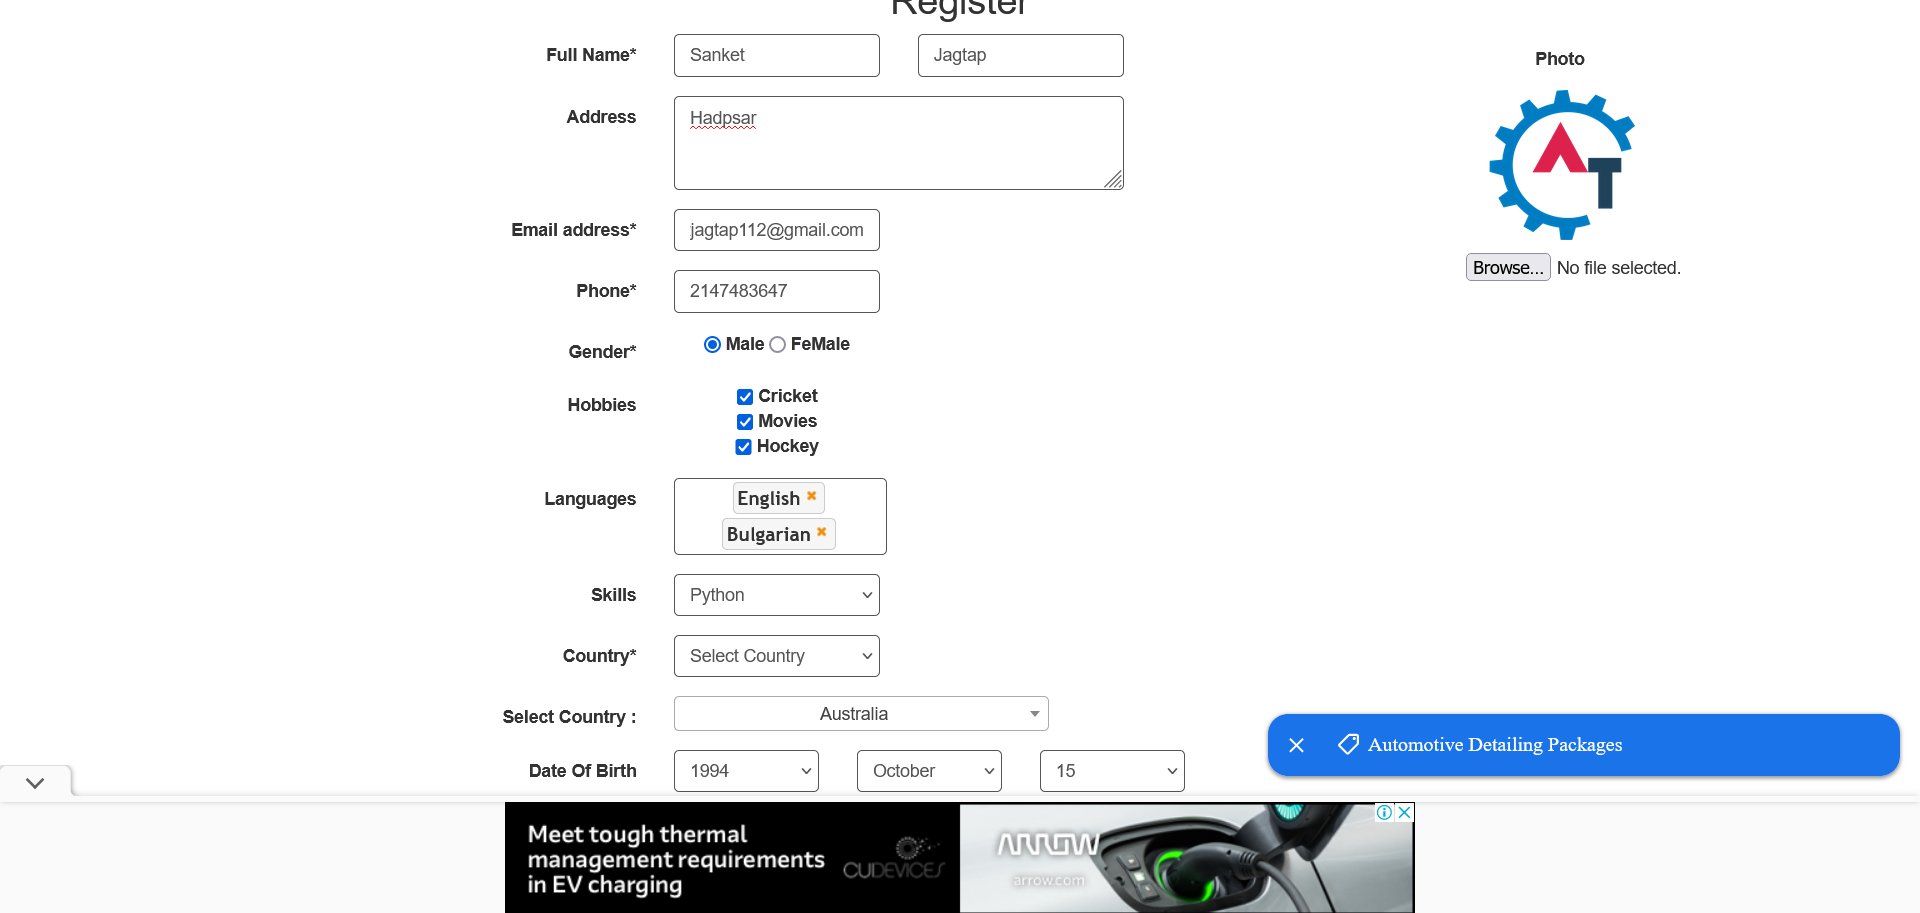 Register
Full Name*
Sanket
Jagtap
Photo
Address
Hadpsar
AT
Email address*
jagtap112@gmail.com
Browse... No file selected.
Phone*
2147483647
Gender*
Male FeMale
Hobbies
Cricket
Movies
Hockey
Languages
English
Bulgarian
Skills
Python
Country*
Select Country
Select Country :
Australia
Automotive Detailing Packages
Date Of Birth
1994
October
15
Meet tough thermal
management requirements
in EV charging
CUDEVICES
ARROW
arrow.com